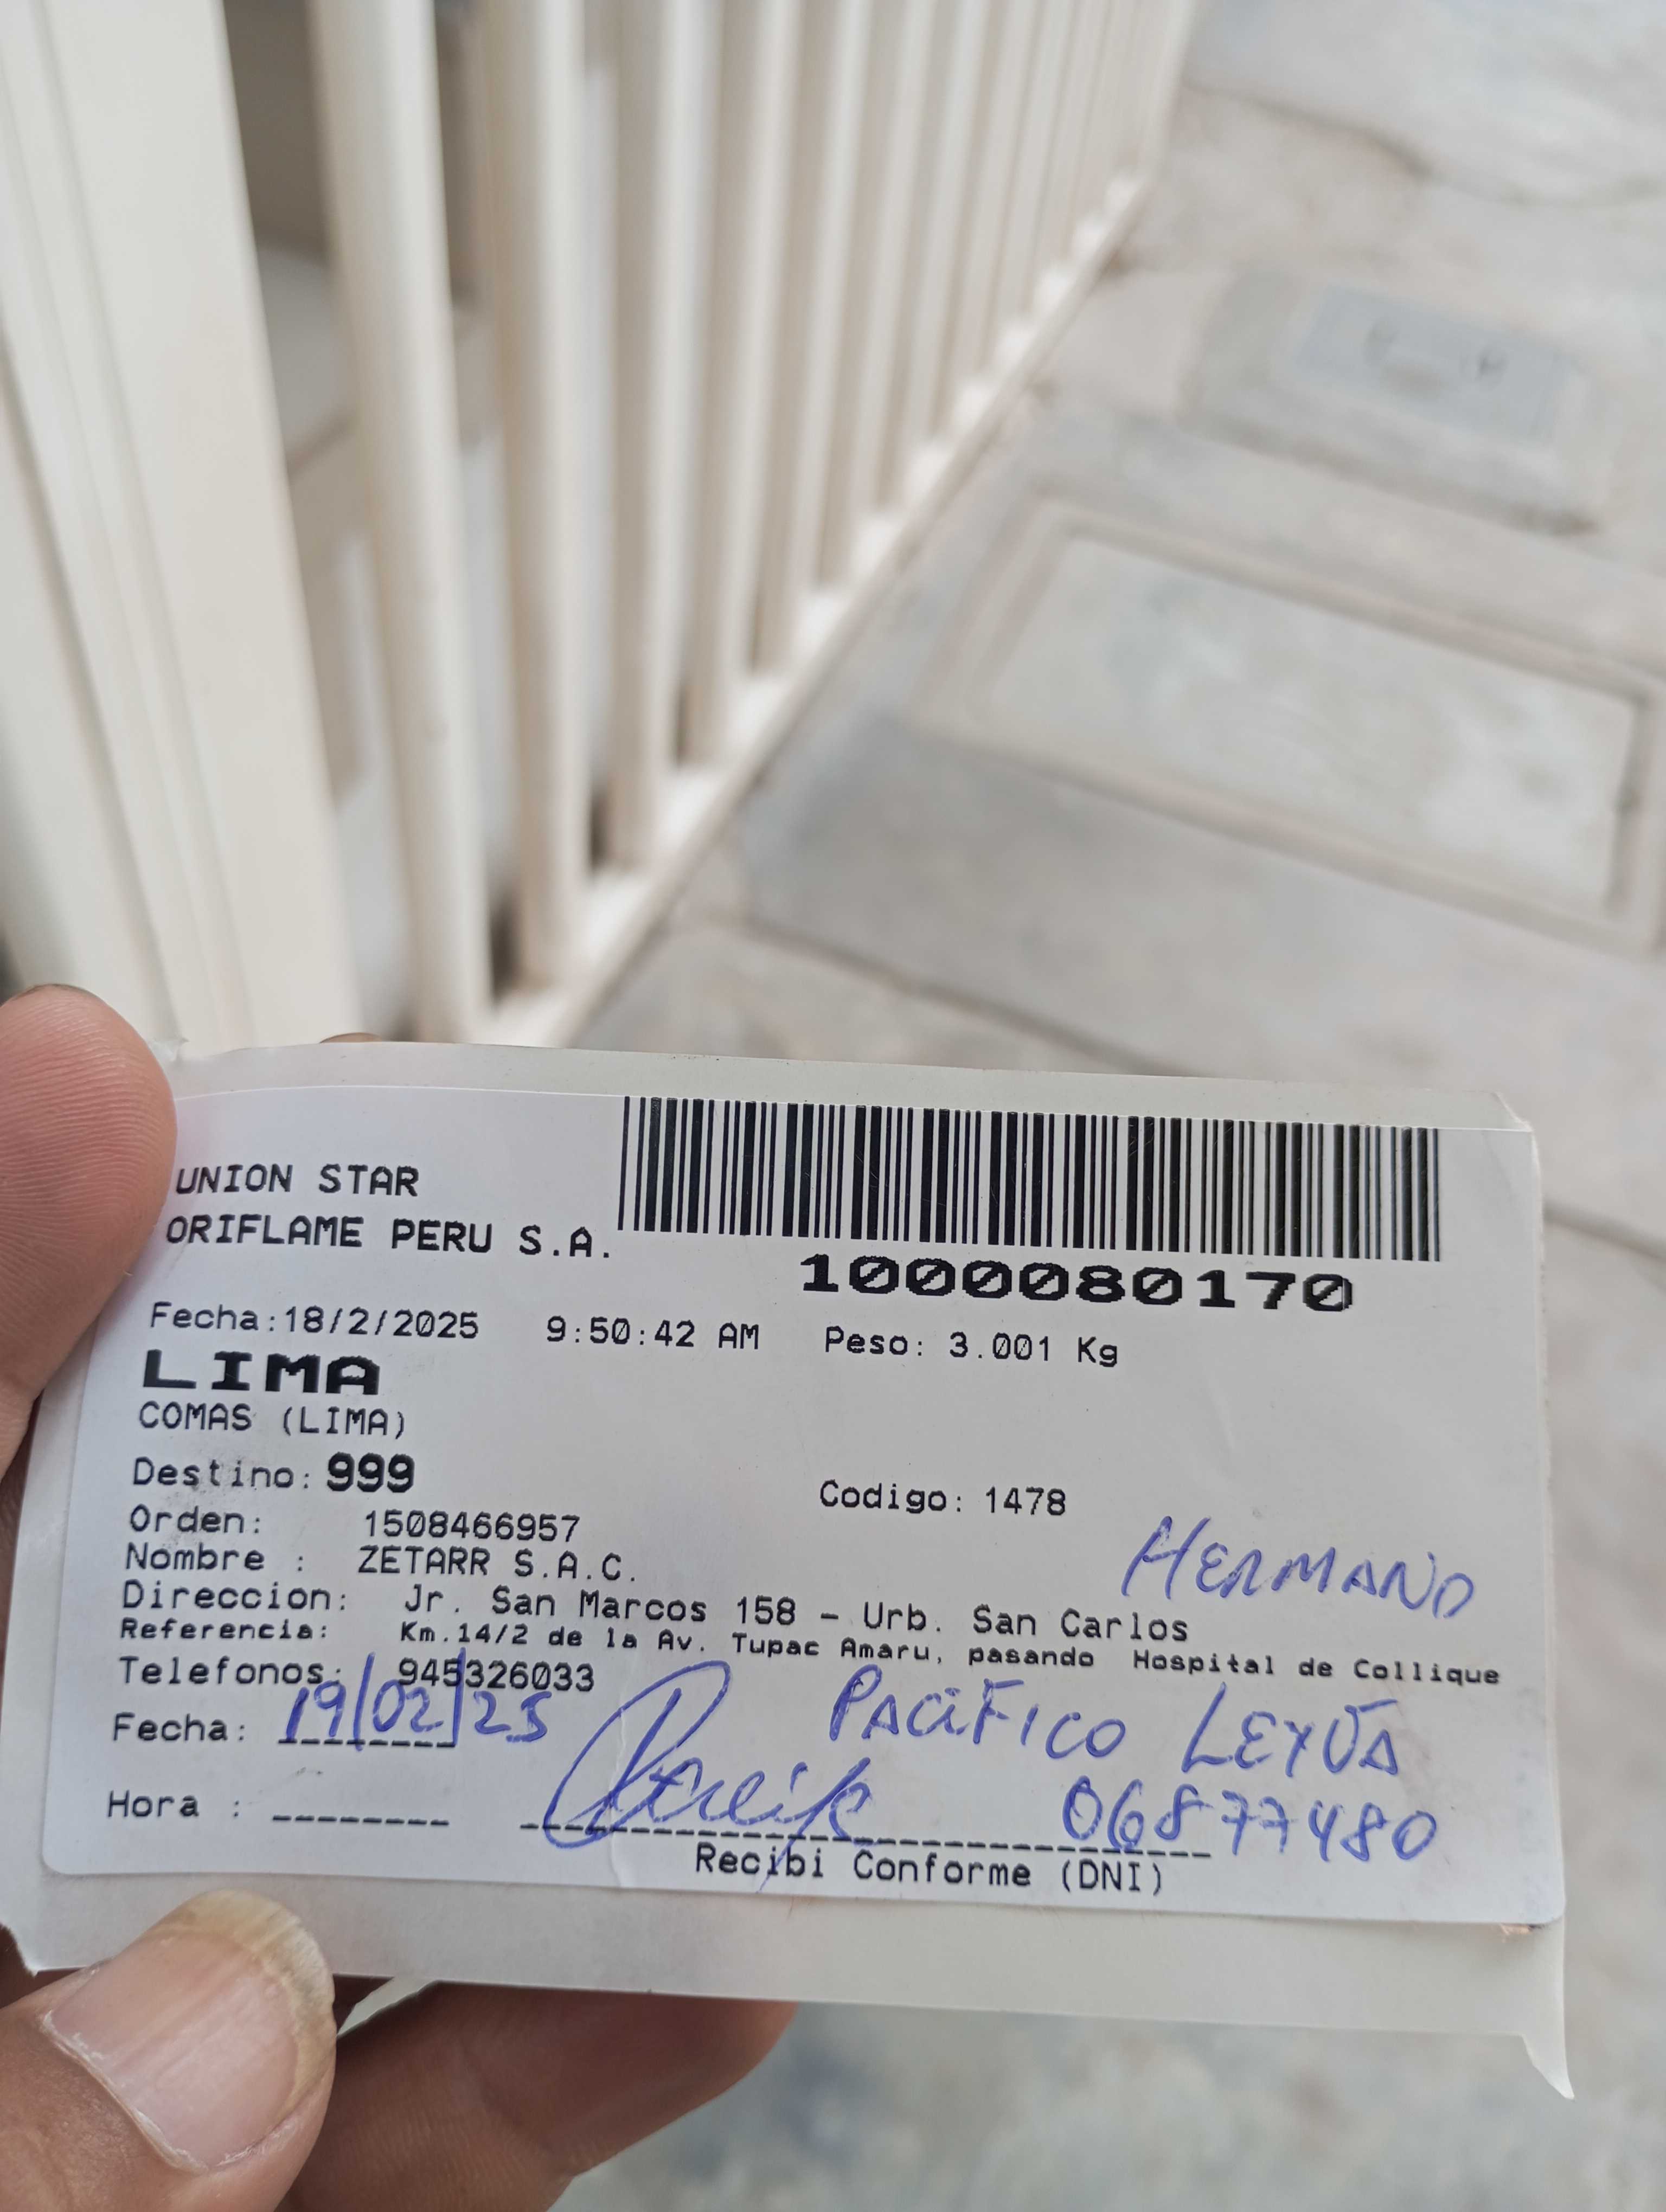 UNION STAR
ORIFLAME PERU S.A.
1000080170
Fecha:18/2/2025 9:50:42 AM Peso: 3.001 Kg
LIMA
COMAS (LIMA)
Destino: 999
Codigo: 1478
Orden: 1508466957
Nombre : ZETARR S.A.C.
HERMANO
Direccion: Jr. San Marcos 158 - Urb. San Carlos
Referencia: Km.14/2 de la Av. Tupac Amaru, pasando Hospital de Collique
Telefonos: 945326033
Fecha: 19/02/25
PACIFICO LEYVA
Hora :
06877480
Recibi Conforme (DNI)